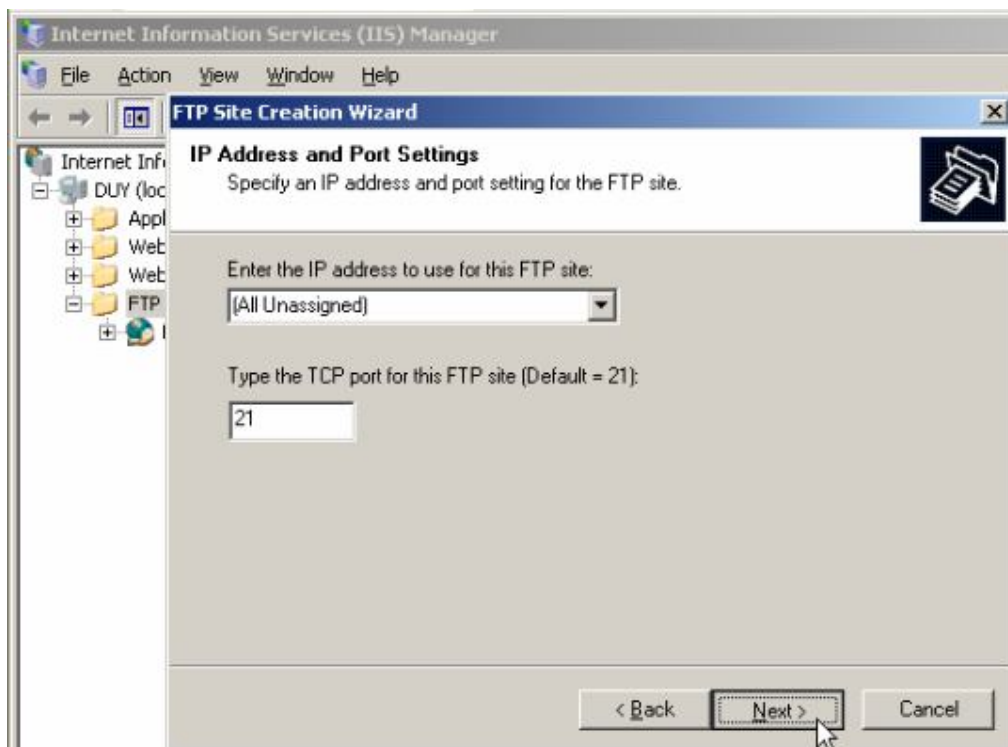 Internet Information Services (IIS) Manager
File Action View Window Help
FTP Site Creation Wizard
IP Address and Port Settings
Specify an IP address and port setting for the FTP site.
Internet Inf
DUY (loc
Appl
Web
Web
FTP
Enter the IP address to use for this FTP site:
(All Unassigned)
Type the TCP port for this FTP site (Default = 21):
21
< Back Next > Cancel